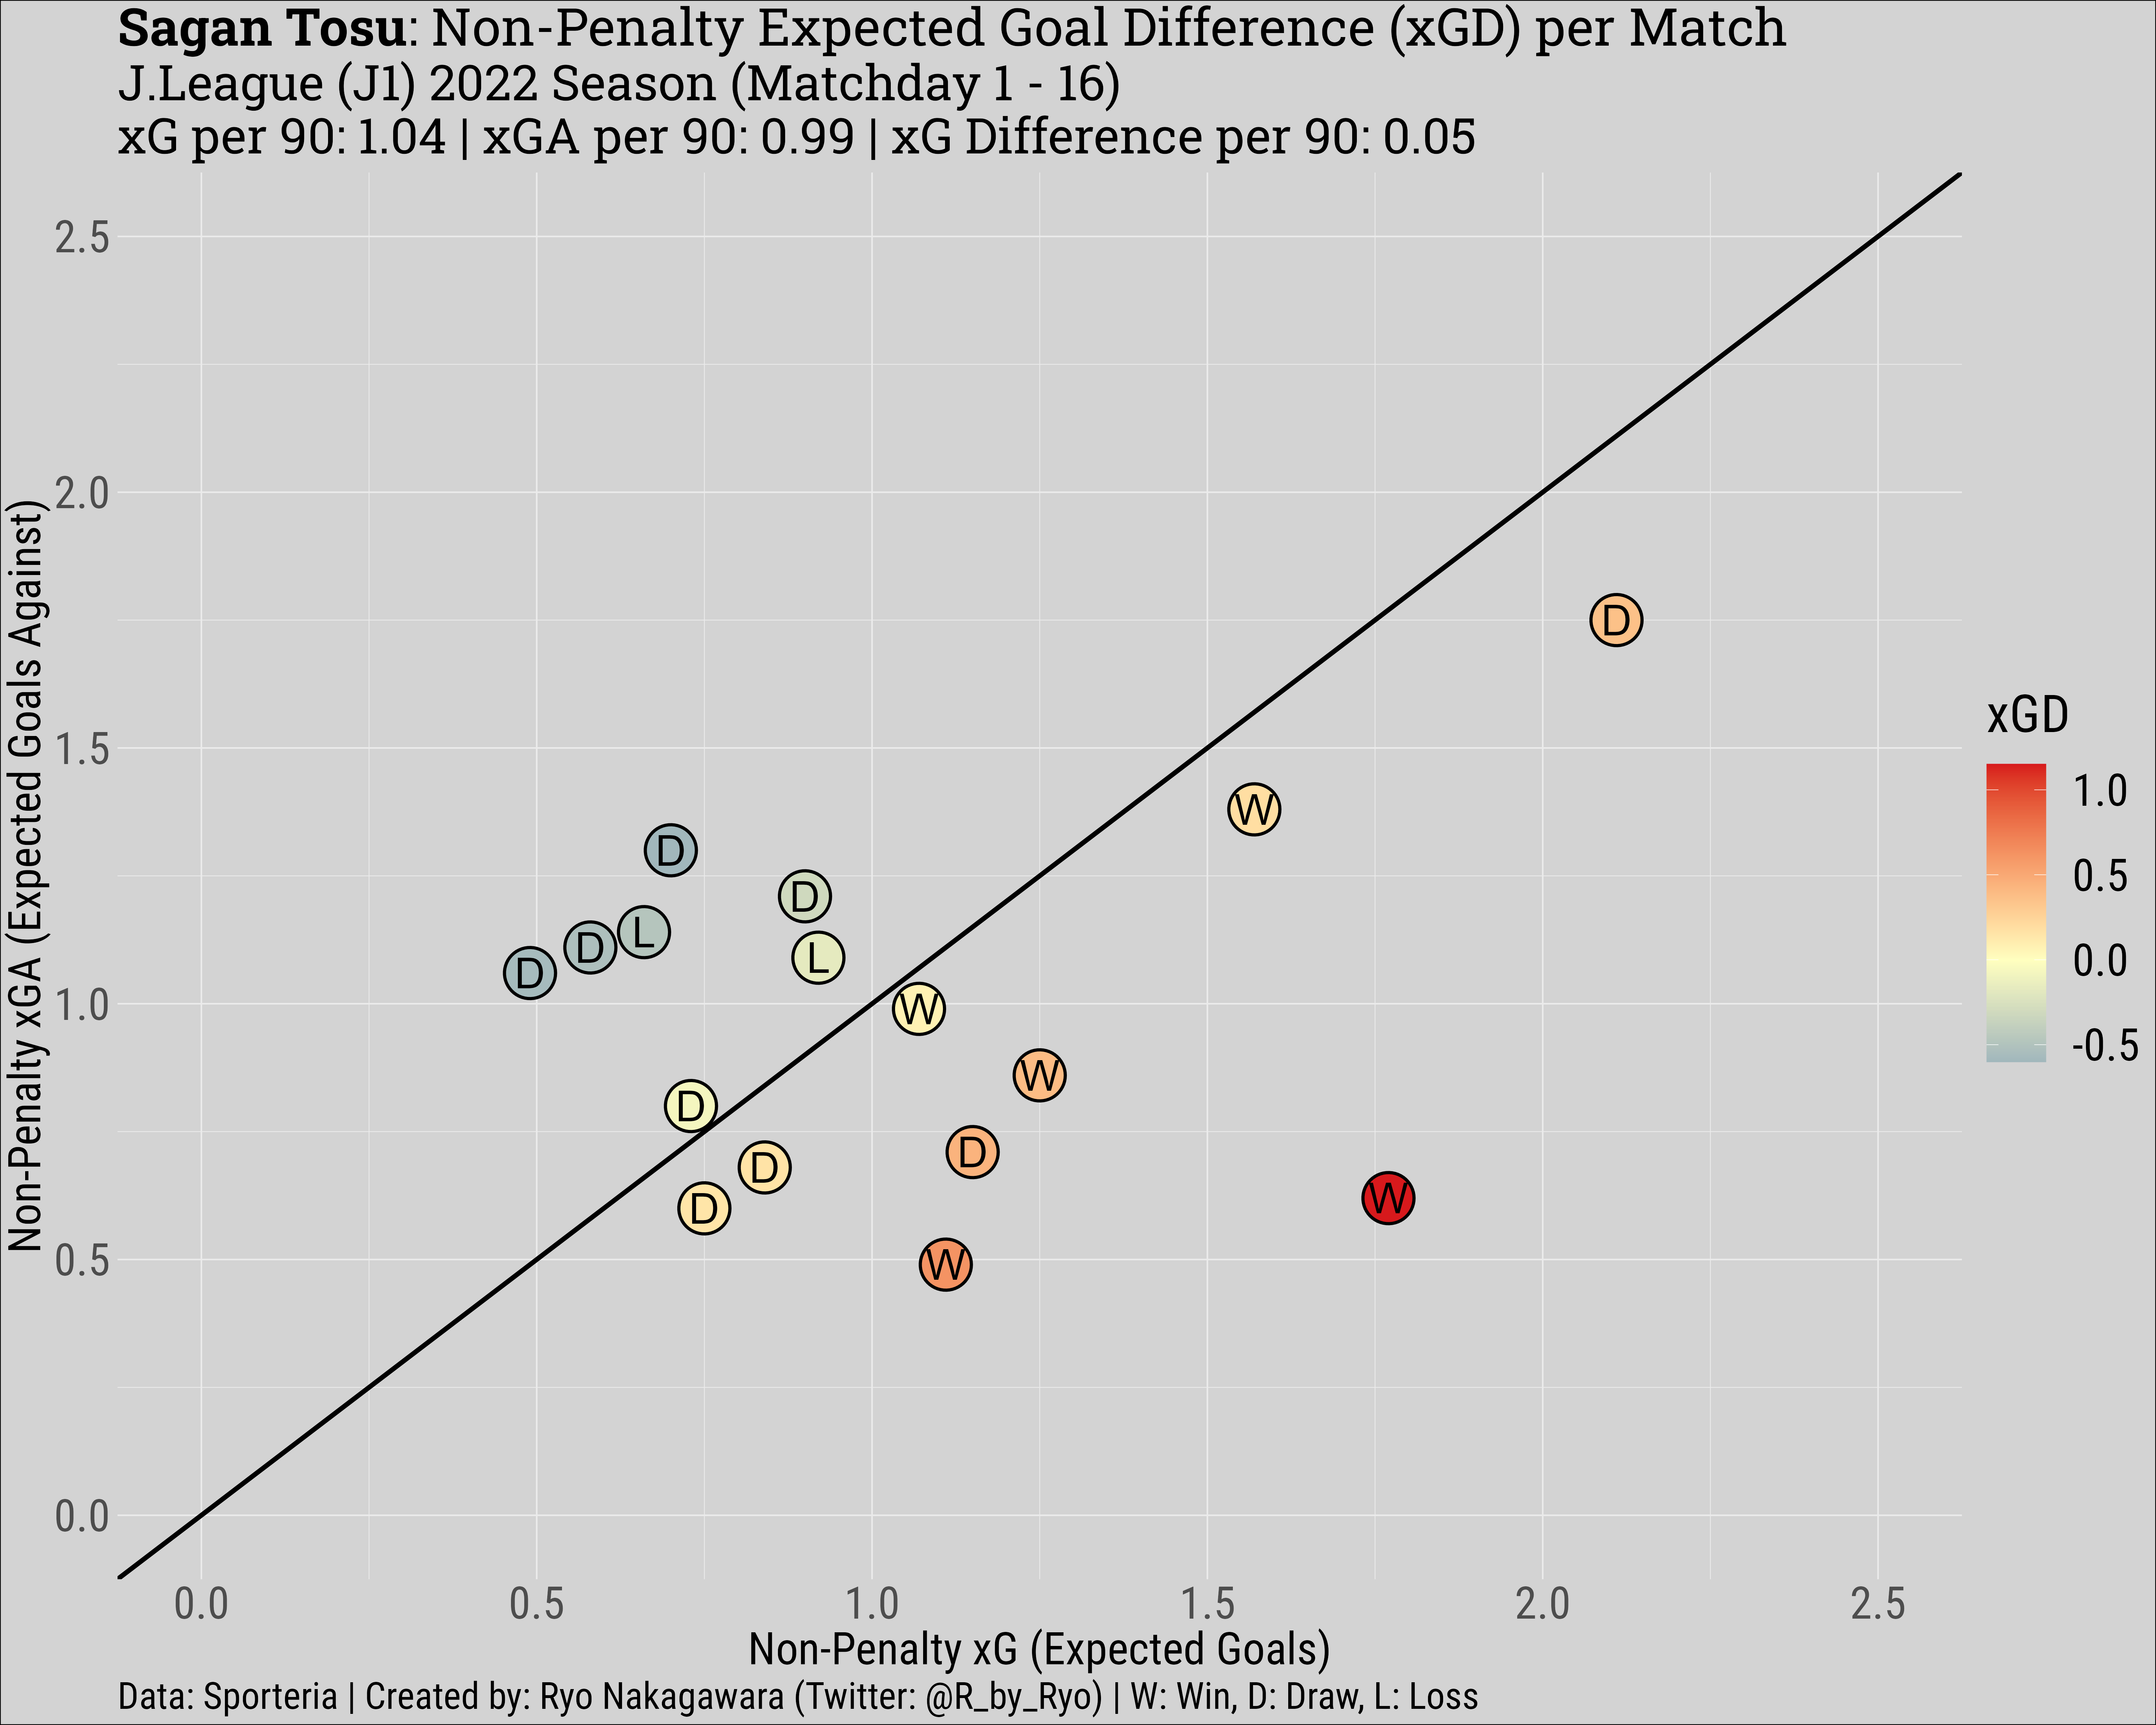 Sagan Tosu: Non-Penalty Expected Goal Difference (xGD) per Match
J.League (J1) 2022 Season (Matchday 1 - 16)
xG per 90: 1.04 | xGA per 90: 0.99 | xG Difference per 90: 0.05
Non-Penalty xGA (Expected Goals Against)
2.5
2.0
1.5
1.0
0.5
0.0
D
W
D
D
L
D
D
L
W
W
D
D
D
D
W
W
xGD
1.0
0.5
0.0
-0.5
0.0
0.5
1.0
1.5
2.0
2.5
Non-Penalty xG (Expected Goals)
Data: Sporteria | Created by: Ryo Nakagawara (Twitter: @R_by_Ryo) | W: Win, D: Draw, L: Loss